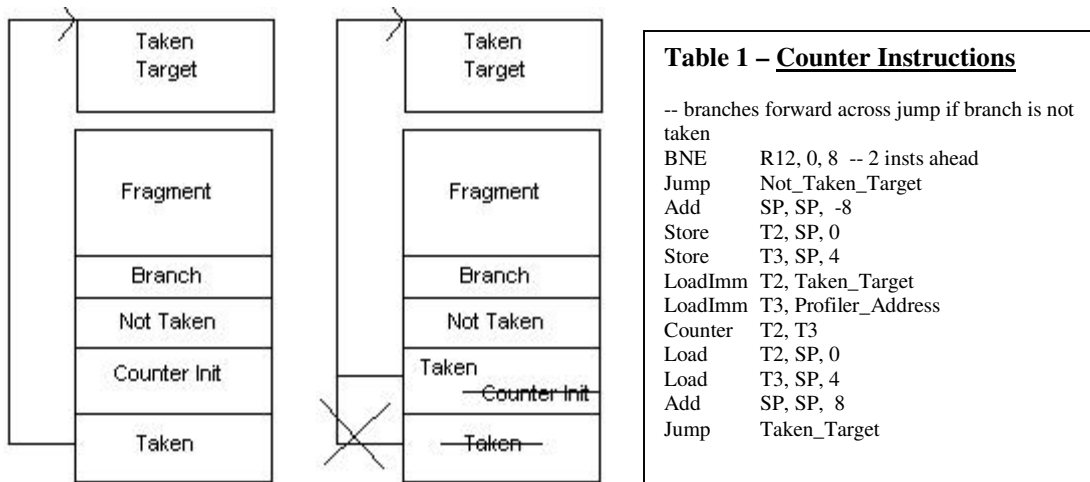 Taken
Target
Fragment
Branch
Not Taken
Counter Init
Taken
Taken
Target
Fragment
Branch
Not Taken
Taken
Counter Init
Taken
Table 1 – Counter Instructions
-- branches forward across jump if branch is not
taken
BNE R12, 0, 8 -- 2 insts ahead
Jump Not_Taken_Target
Add SP, SP, -8
Store T2, SP, 0
Store T3, SP, 4
LoadImm T2, Taken_Target
LoadImm T3, Profiler_Address
Counter T2, T3
Load T2, SP, 0
Load T3, SP, 4
Add SP, SP, 8
Jump Taken_Target